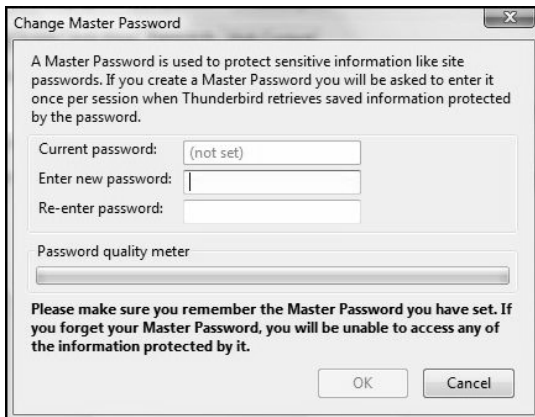 Change Master Password
A Master Password is used to protect sensitive information like site
passwords. If you create a Master Password you will be asked to enter it
once per session when Thunderbird retrieves saved information protected
by the password.
Current password: (not set)
Enter new password:
Re-enter password:
Password quality meter
Please make sure you remember the Master Password you have set. If
you forget your Master Password, you will be unable to access any of
the information protected by it.
OK Cancel